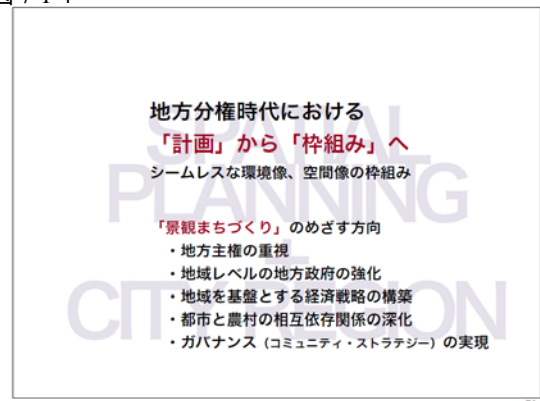 地方分権時代における
「計画」から「枠組み」へ
シームレスな環境像、空間像の枠組み
「景観まちづくり」のめざす方向
・地方主権の重視
・地域レベルの地方政府の強化
・地域を基盤とする経済戦略の構築
・都市と農村の相互依存関係の深化
・ガバナンス（コミュニティ・ストラテジー）の実現
SPATIAL
PLANNING
+
CITY REGION